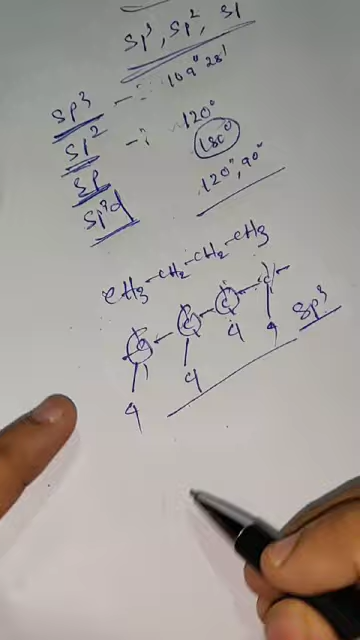 sp³, sp², sp
sp³ - 109° 28'
sp² - 120°
sp 180°
sp³d 120°, 90°
CH₃-CH₂-CH₂-CH₃
C - C - C - C
4 4 4 4 sp³